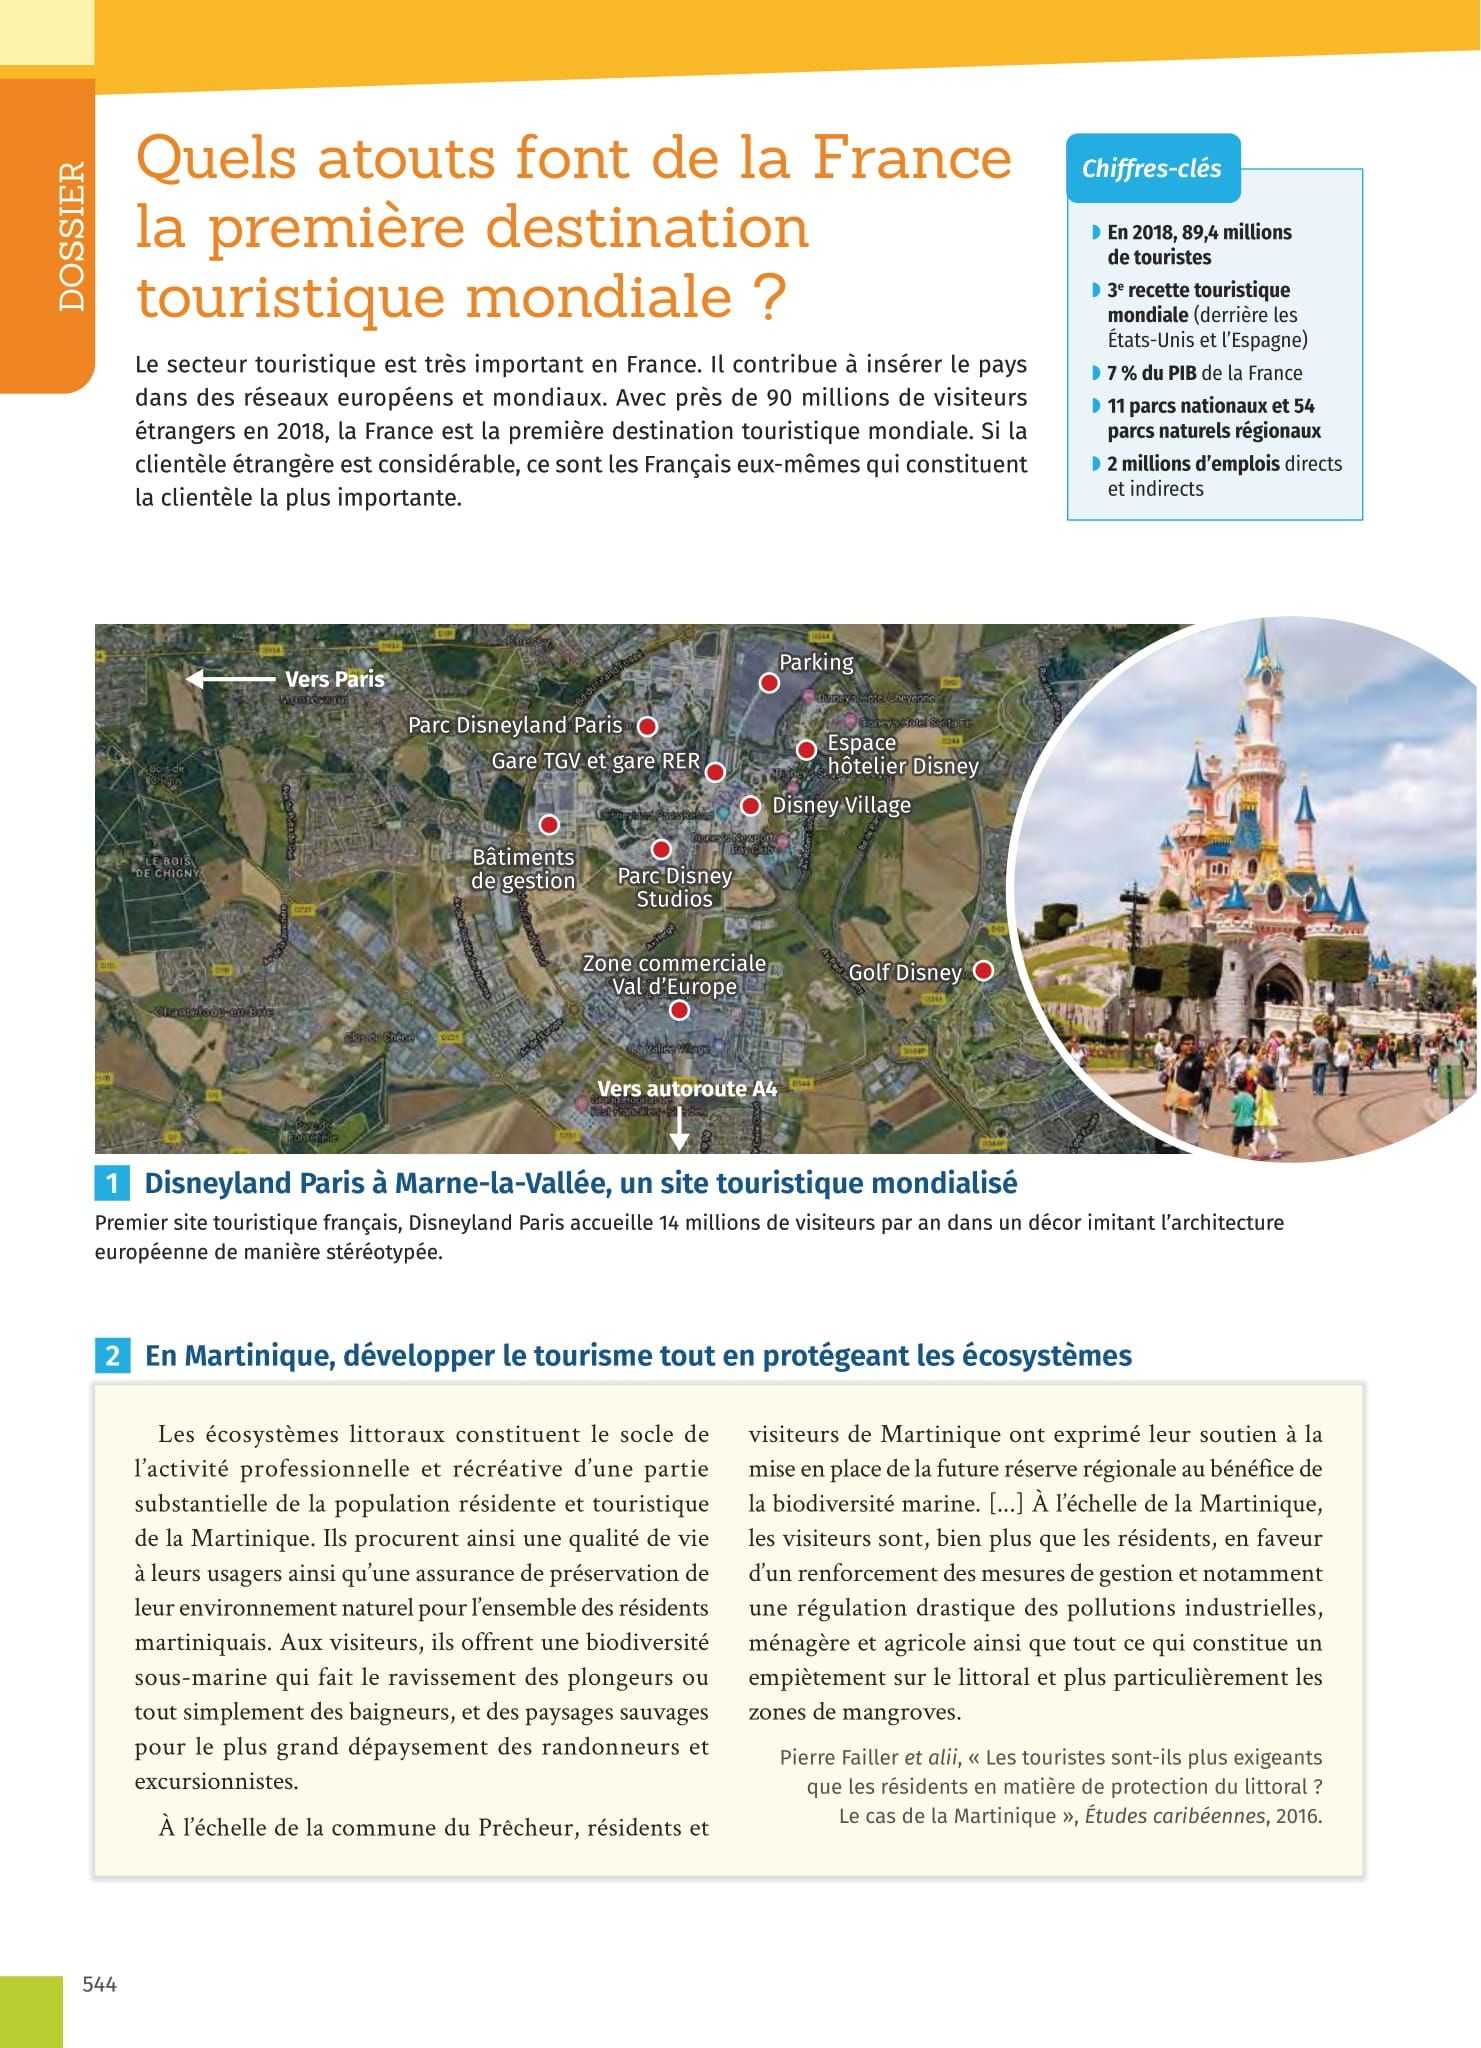 DOSSIER
Quels atouts font de la France
la première destination
touristique mondiale ?
Le secteur touristique est très important en France. Il contribue à insérer le pays
dans des réseaux européens et mondiaux. Avec près de 90 millions de visiteurs
étrangers en 2018, la France est la première destination touristique mondiale. Si la
clientèle étrangère est considérable, ce sont les Français eux-mêmes qui constituent
la clientèle la plus importante.
Chiffres-clés
En 2018, 89,4 millions
de touristes
3e recette touristique
mondiale (derrière les
États-Unis et l'Espagne)
7 % du PIB de la France
11 parcs nationaux et 54
parcs naturels régionaux
2 millions d'emplois directs
et indirects
Vers Paris
Parking
Parc Disneyland Paris
Gare TGV et gare RER
Espace
hôtelier Disney
Disney Village
Bâtiments
de gestion
Parc Disney
Studios
LE BOIS
DE CHIGNY
Zone commerciale
Val d'Europe
Golf Disney
Chanteloup-en-Brie
Vers autoroute A4
1 Disneyland Paris à Marne-la-Vallée, un site touristique mondialisé
Premier site touristique français, Disneyland Paris accueille 14 millions de visiteurs par an dans un décor imitant l'architecture
européenne de manière stéréotypée.
2 En Martinique, développer le tourisme tout en protégeant les écosystèmes
Les écosystèmes littoraux constituent le socle de
l'activité professionnelle et récréative d'une partie
substantielle de la population résidente et touristique
de la Martinique. Ils procurent ainsi une qualité de vie
à leurs usagers ainsi qu'une assurance de préservation de
leur environnement naturel pour l'ensemble des résidents
martiniquais. Aux visiteurs, ils offrent une biodiversité
sous-marine qui fait le ravissement des plongeurs ou
tout simplement des baigneurs, et des paysages sauvages
pour le plus grand dépaysement des randonneurs et
excursionnistes.
À l'échelle de la commune du Prêcheur, résidents et
visiteurs de Martinique ont exprimé leur soutien à la
mise en place de la future réserve régionale au bénéfice de
la biodiversité marine. [...] À l'échelle de la Martinique,
les visiteurs sont, bien plus que les résidents, en faveur
d'un renforcement des mesures de gestion et notamment
une régulation drastique des pollutions industrielles,
ménagère et agricole ainsi que tout ce qui constitue un
empiètement sur le littoral et plus particulièrement les
zones de mangroves.
Pierre Failler et alii, « Les touristes sont-ils plus exigeants
que les résidents en matière de protection du littoral ?
Le cas de la Martinique », Études caribéennes, 2016.
544